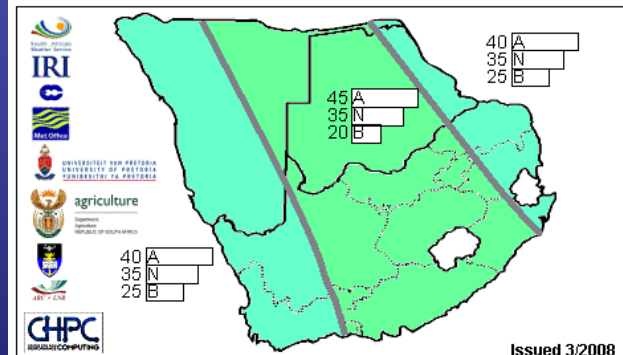 South African
Weather Service
IRI
Met Office
UNIVERSITEIT VAN PRETORIA
UNIVERSITY OF PRETORIA
YUNIBESITHI YA PRETORIA
agriculture
Department:
Agriculture
REPUBLIC OF SOUTH AFRICA
ARC • LNR
CHPC
40 A
35 N
25 B
45 A
35 N
20 B
40 A
35 N
25 B
Issued 3/2008